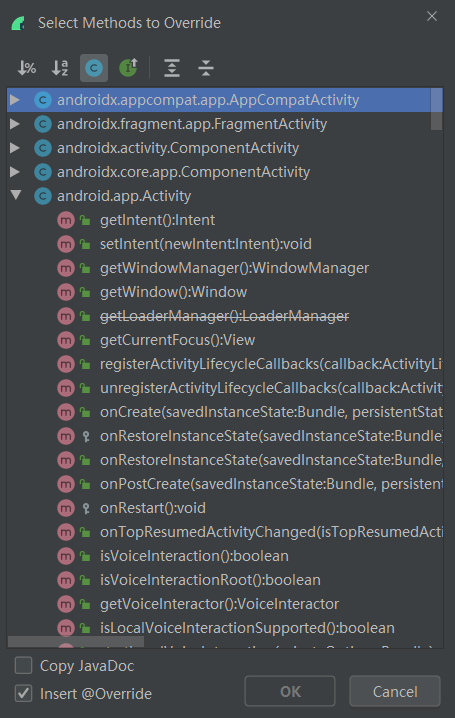 Select Methods to Override
androidx.appcompat.app.AppCompatActivity
androidx.fragment.app.FragmentActivity
androidx.activity.ComponentActivity
androidx.core.app.ComponentActivity
android.app.Activity
getIntent():Intent
setIntent(newIntent:Intent):void
getWindowManager():WindowManager
getWindow():Window
getLoaderManager():LoaderManager
getCurrentFocus():View
registerActivityLifecycleCallbacks(callback:ActivityLi
unregisterActivityLifecycleCallbacks(callback:Activit
onCreate(savedInstanceState:Bundle, persistentStat
onRestoreInstanceState(savedInstanceState:Bundle
onRestoreInstanceState(savedInstanceState:Bundle,
onPostCreate(savedInstanceState:Bundle, persistent
onRestart():void
onTopResumedActivityChanged(isTopResumedActi
isVoiceInteraction():boolean
isVoiceInteractionRoot():boolean
getVoiceInteractor():VoiceInteractor
isLocalVoiceInteractionSupported():boolean
Copy JavaDoc
Insert @Override
OK
Cancel